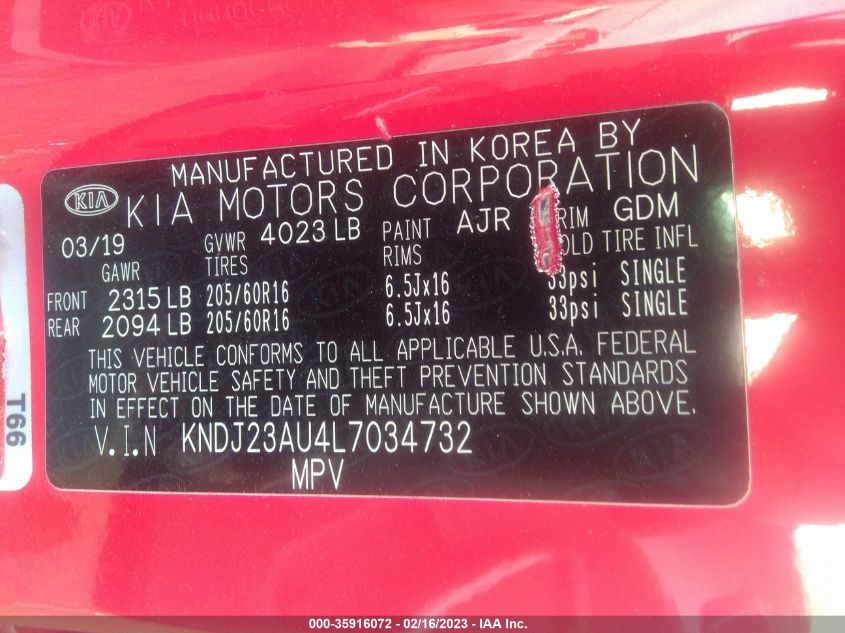 MANUFACTURED IN KOREA BY
KIA KIA MOTORS CORPORATION
03/19 GVWR 4023 LB PAINT AJR GDM
GAWR TIRES RIMS TIRE INFL
FRONT 2315 LB 205/60R16 6.5Jx16 33psi SINGLE
REAR 2094 LB 205/60R16 6.5Jx16 33psi SINGLE
THIS VEHICLE CONFORMS TO ALL APPLICABLE U.S.A. FEDERAL
MOTOR VEHICLE SAFETY AND THEFT PREVENTION STANDARDS
IN EFFECT ON THE DATE OF MANUFACTURE SHOWN ABOVE.
V.I.N KNDJ23AU4L7034732
MPV
T66
000-35916072 - 02/16/2023 - IAA Inc.